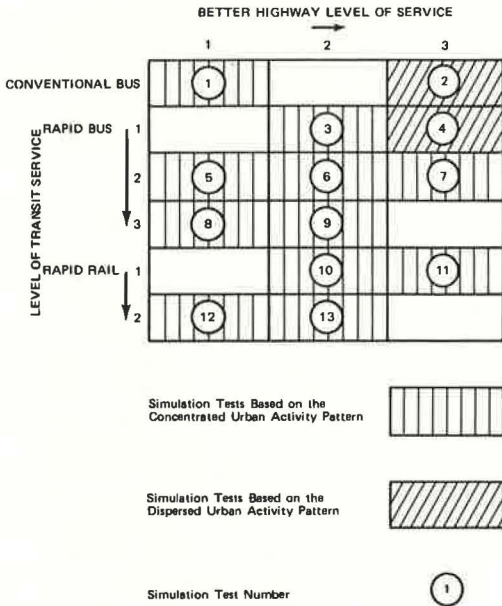 BETTER HIGHWAY LEVEL OF SERVICE
1 2 3
CONVENTIONAL BUS 1 2
RAPID BUS 1 3 4
2 5 6 7
3 8 9
RAPID RAIL 1 10 11
2 12 13
LEVEL OF TRANSIT SERVICE
Simulation Tests Based on the
Concentrated Urban Activity Pattern
Simulation Tests Based on the
Dispersed Urban Activity Pattern
Simulation Test Number 1